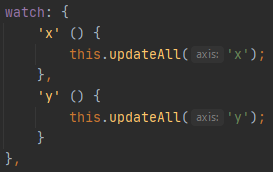 watch: {
'x' () {
this.updateAll( axis: 'x');
},
'y' () {
this.updateAll( axis: 'y');
}
},